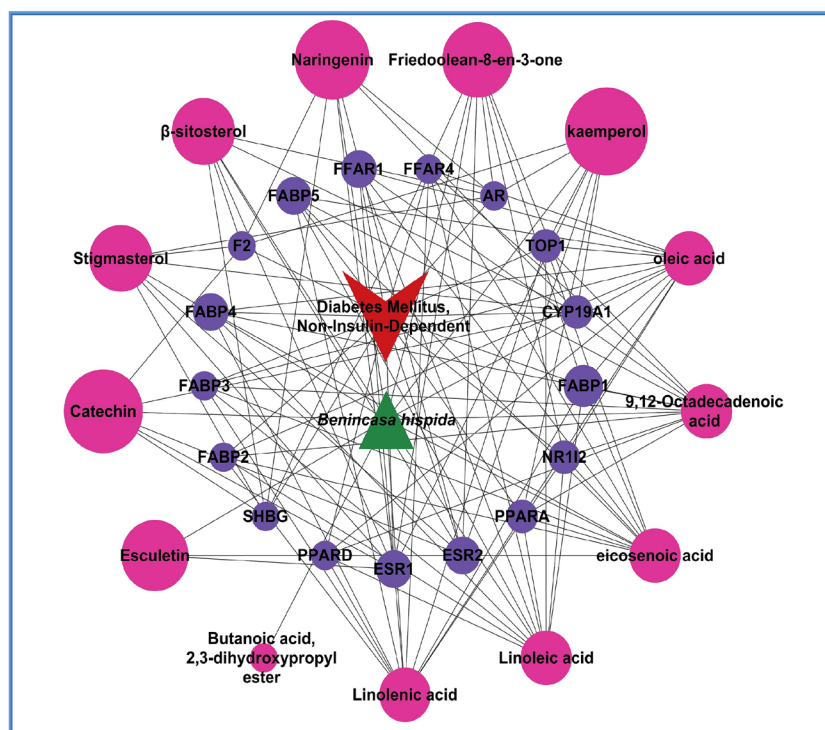 Naringenin
Friedoolean-8-en-3-one
β-sitosterol
kaemperol
FFAR1
FFAR4
FABP5
AR
F2
TOP1
Stigmasterol
oleic acid
FABP4
Diabetes Mellitus,
Non-Insulin-Dependent
CYP19A1
FABP3
FABP1
Catechin
9,12-Octadecadenoic
acid
Benincasa hispida
FABP2
NR1I2
SHBG
PPARA
Esculetin
PPARD
ESR1
ESR2
eicosenoic acid
Butanoic acid,
2,3-dihydroxypropyl
ester
Linoleic acid
Linolenic acid